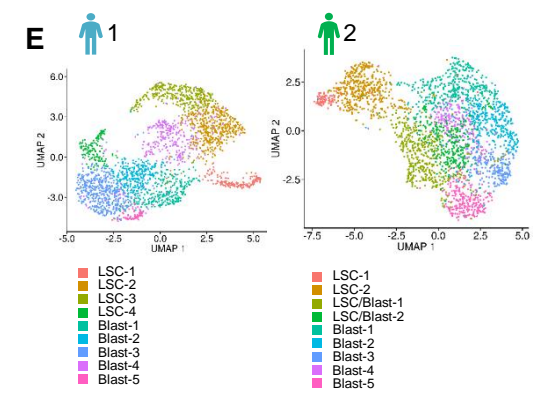 E
1
2
6.0
3.0
0.0
-3.0
UMAP 2
-5.0 -2.5 0.0 2.5 5.0
UMAP 1
2.5
0.0
-2.5
UMAP 2
-7.5 -5.0 -2.5 0.0 2.5 5.0
UMAP 1
LSC-1
LSC-2
LSC-3
LSC-4
Blast-1
Blast-2
Blast-3
Blast-4
Blast-5
LSC-1
LSC-2
LSC/Blast-1
LSC/Blast-2
Blast-1
Blast-2
Blast-3
Blast-4
Blast-5